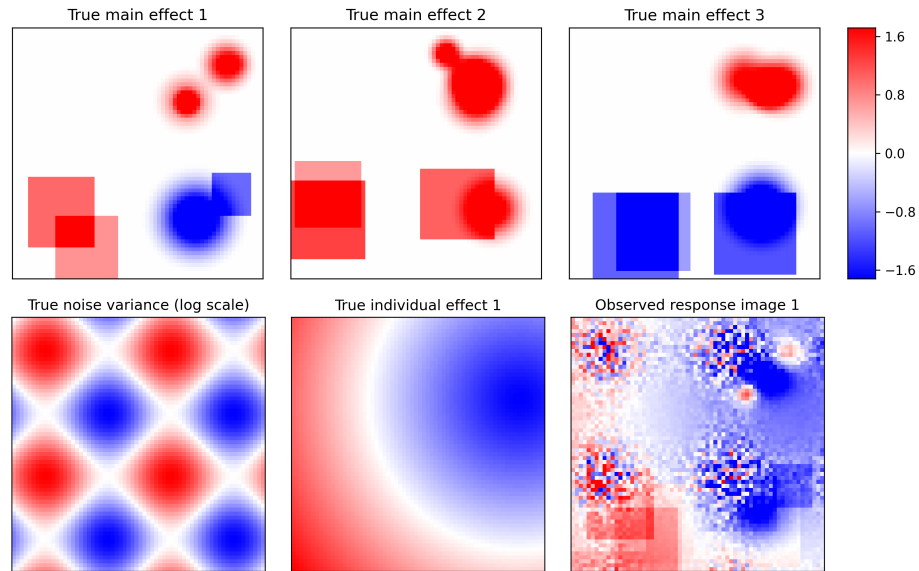 True main effect 1
True main effect 2
True main effect 3
1.6
0.8
0.0
−0.8
−1.6
True noise variance (log scale)
True individual effect 1
Observed response image 1